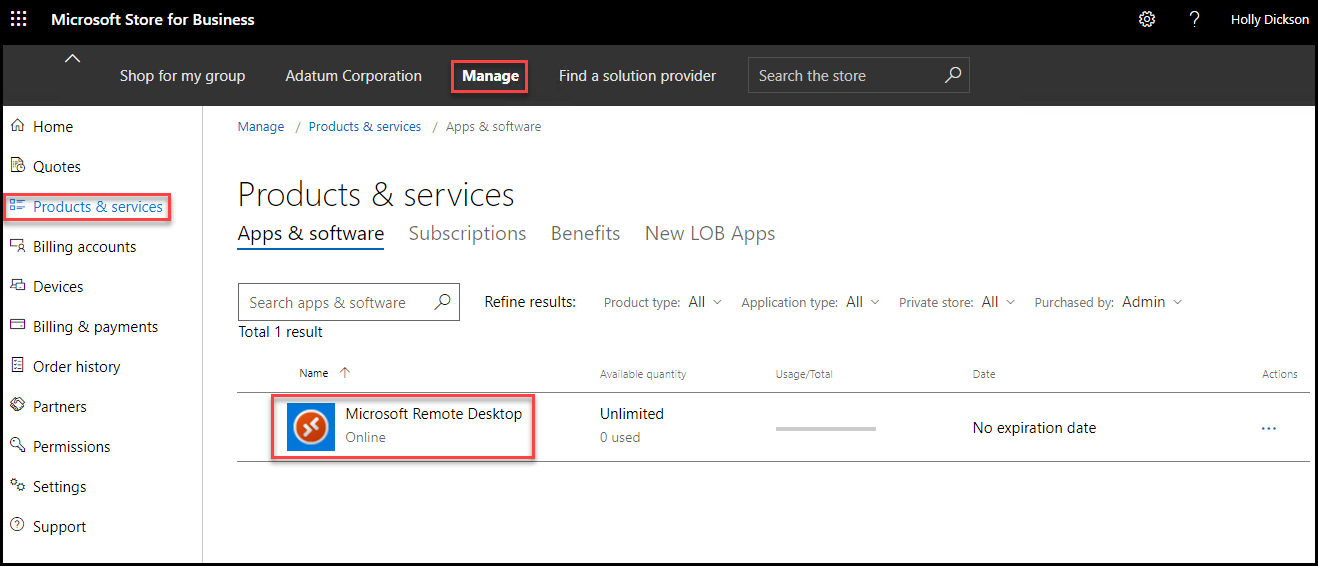 Microsoft Store for Business
Holly Dickson
Shop for my group
Adatum Corporation
Manage
Find a solution provider
Search the store
Home
Quotes
Products & services
Billing accounts
Devices
Billing & payments
Order history
Partners
Permissions
Settings
Support
Manage / Products & services / Apps & software
Products & services
Apps & software Subscriptions Benefits New LOB Apps
Search apps & software
Refine results: Product type: All Application type: All Private store: All Purchased by: Admin
Total 1 result
Name Available quantity Usage/Total Date Actions
Microsoft Remote Desktop
Online
Unlimited
0 used
No expiration date